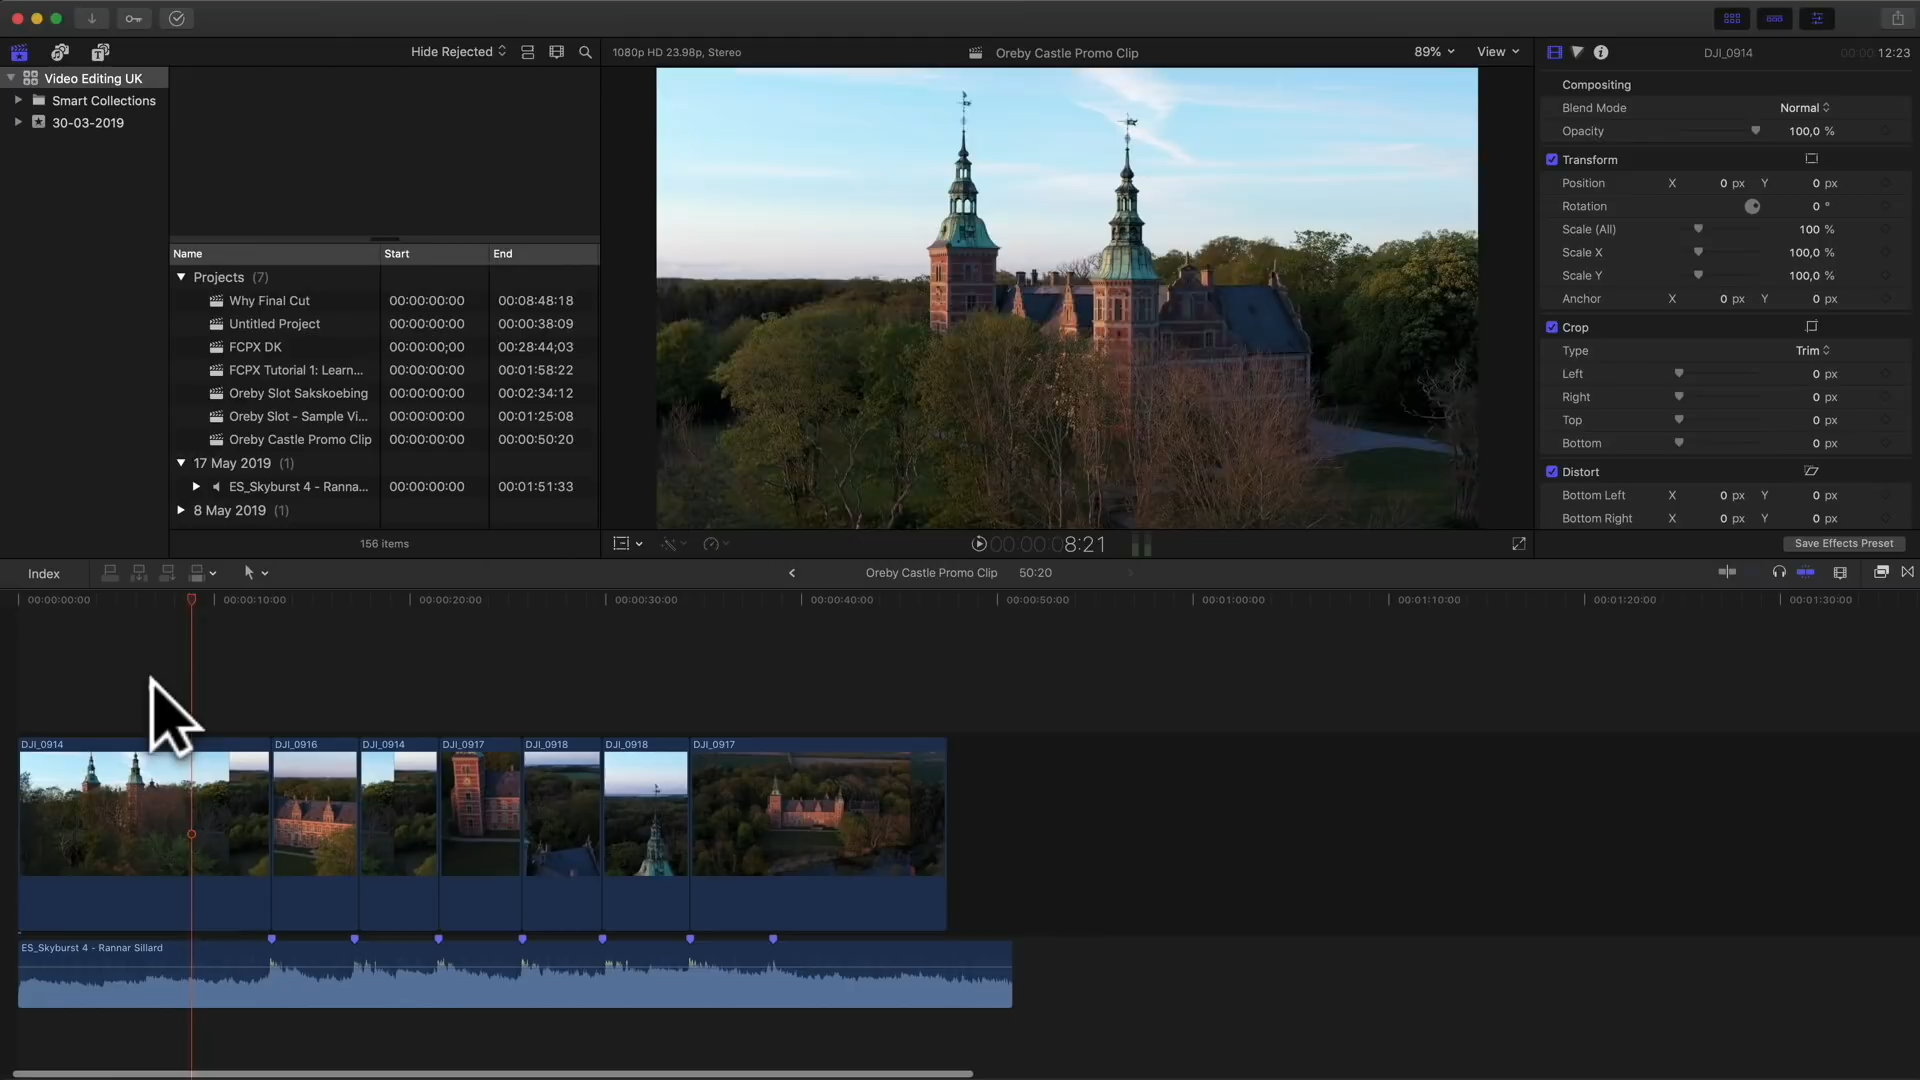 Hide Rejected
1080p HD 23.98p, Stereo
Oreby Castle Promo Clip
89%
View
DJI_0914
00:00:12:23
Video Editing UK
Smart Collections
30-03-2019
Name Start End
Projects (7)
Why Final Cut 00:00:00:00 00:08:48:18
Untitled Project 00:00:00:00 00:00:38:09
FCPX DK 00:00:00;00 00:28:44;03
FCPX Tutorial 1: Learn... 00:00:00:00 00:01:58:22
Oreby Slot Sakskoebing 00:00:00:00 00:02:34:12
Oreby Slot - Sample Vi... 00:00:00:00 00:01:25:08
Oreby Castle Promo Clip 00:00:00:00 00:00:50:20
17 May 2019 (1)
ES_Skyburst 4 - Ranna... 00:00:00:00 00:01:51:33
8 May 2019 (1)
156 items
00:00:08:21
Compositing
Blend Mode Normal
Opacity 100,0 %
Transform
Position X 0 px Y 0 px
Rotation 0 °
Scale (All) 100 %
Scale X 100,0 %
Scale Y 100,0 %
Anchor X 0 px Y 0 px
Crop
Type Trim
Left 0 px
Right 0 px
Top 0 px
Bottom 0 px
Distort
Bottom Left X 0 px Y 0 px
Bottom Right X 0 px Y 0 px
Save Effects Preset
Index
Oreby Castle Promo Clip 50:20
00:00:00:00 00:00:10:00 00:00:20:00 00:00:30:00 00:00:40:00 00:00:50:00 00:01:00:00 00:01:10:00 00:01:20:00 00:01:30:00
DJI_0914 DJI_0916 DJI_0914 DJI_0917 DJI_0918 DJI_0918 DJI_0917
ES_Skyburst 4 - Rannar Sillard